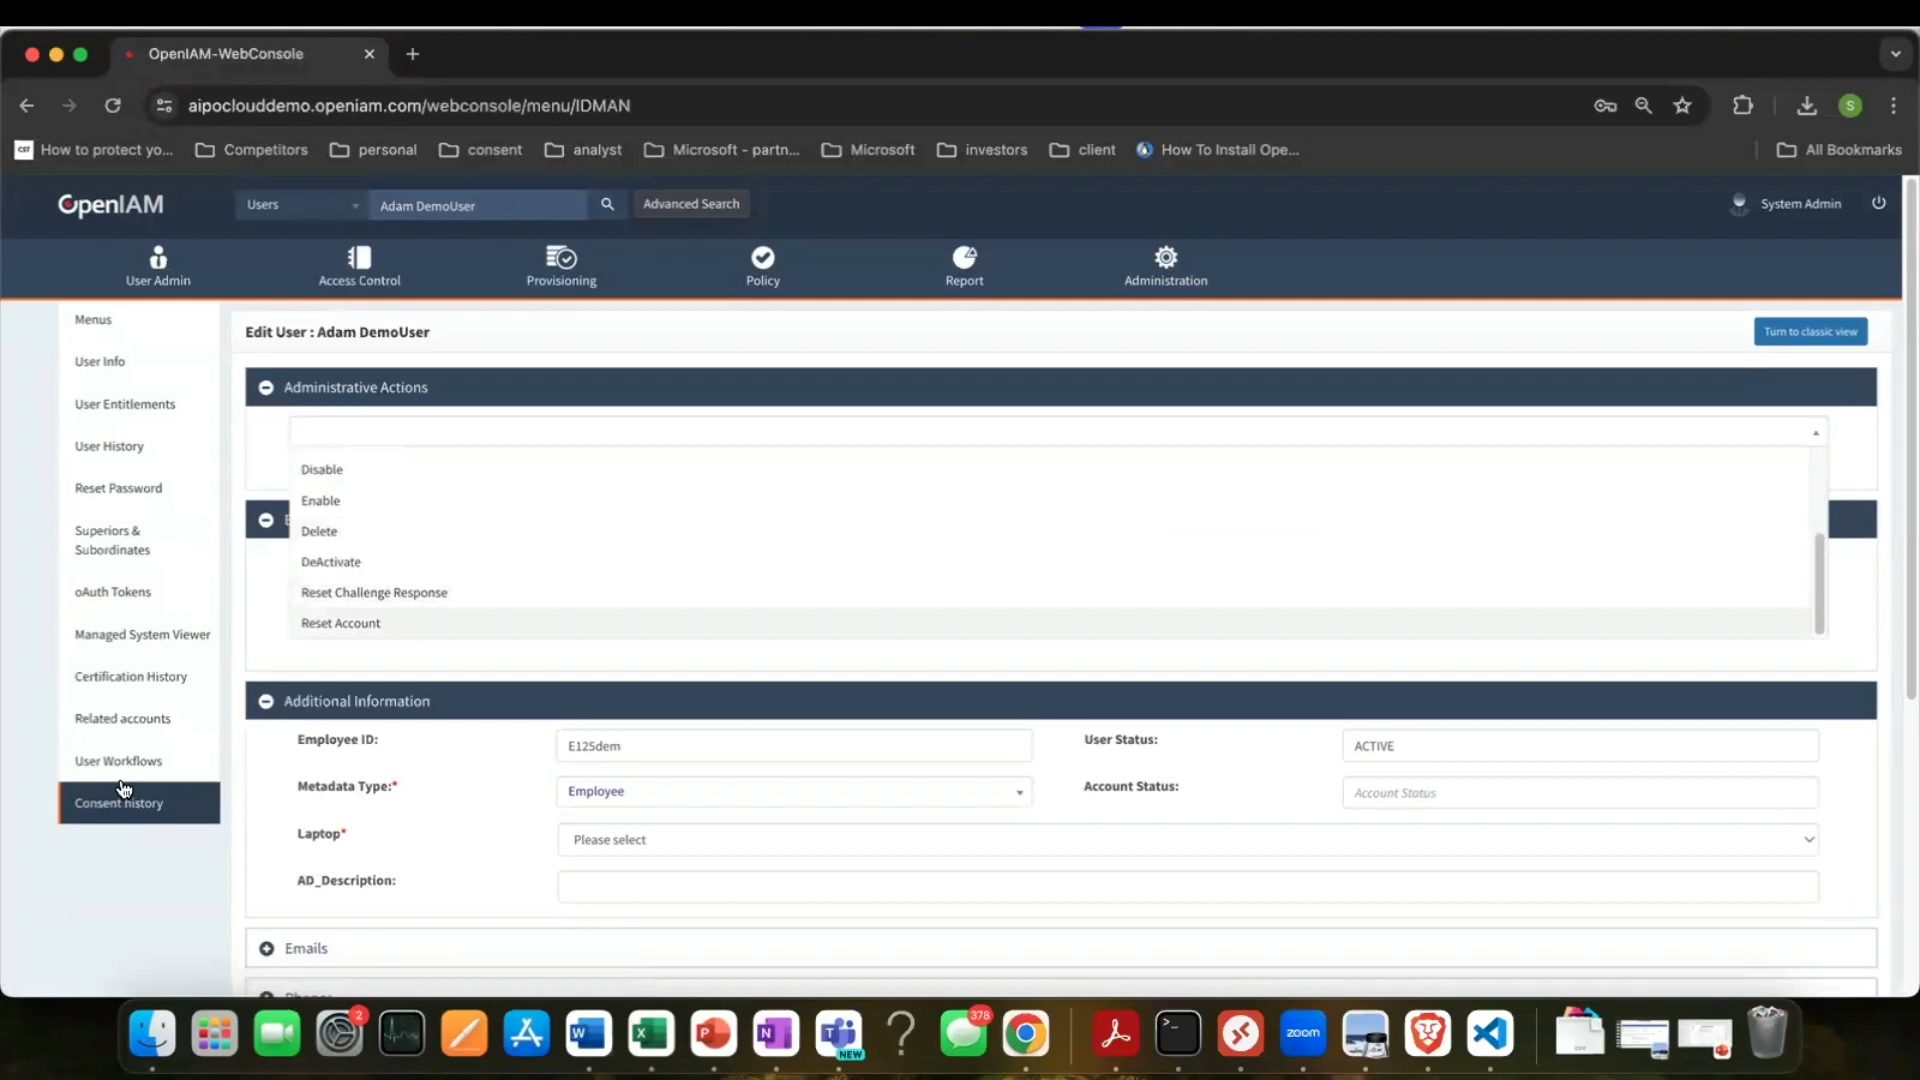 OpenIAM-WebConsole
aipoclouddemo.openiam.com/webconsole/menu/IDMAN
S
CST How to protect yo... Competitors personal consent analyst Microsoft - partn... Microsoft investors client How To Install Ope... All Bookmarks
OpenIAM Users Adam DemoUser Advanced Search System Admin
User Admin Access Control Provisioning Policy Report Administration
Menus
User Info
User Entitlements
User History
Reset Password
Superiors &
Subordinates
oAuth Tokens
Managed System Viewer
Certification History
Related accounts
User Workflows
Consent history
Edit User : Adam DemoUser Turn to classic view
Administrative Actions
Disable
Enable
Delete
DeActivate
Reset Challenge Response
Reset Account
Additional Information
Employee ID: E125dem User Status: ACTIVE
Metadata Type:* Employee Account Status: Account Status
Laptop* Please select
AD_Description:
Emails
2
NEW
378
zoom